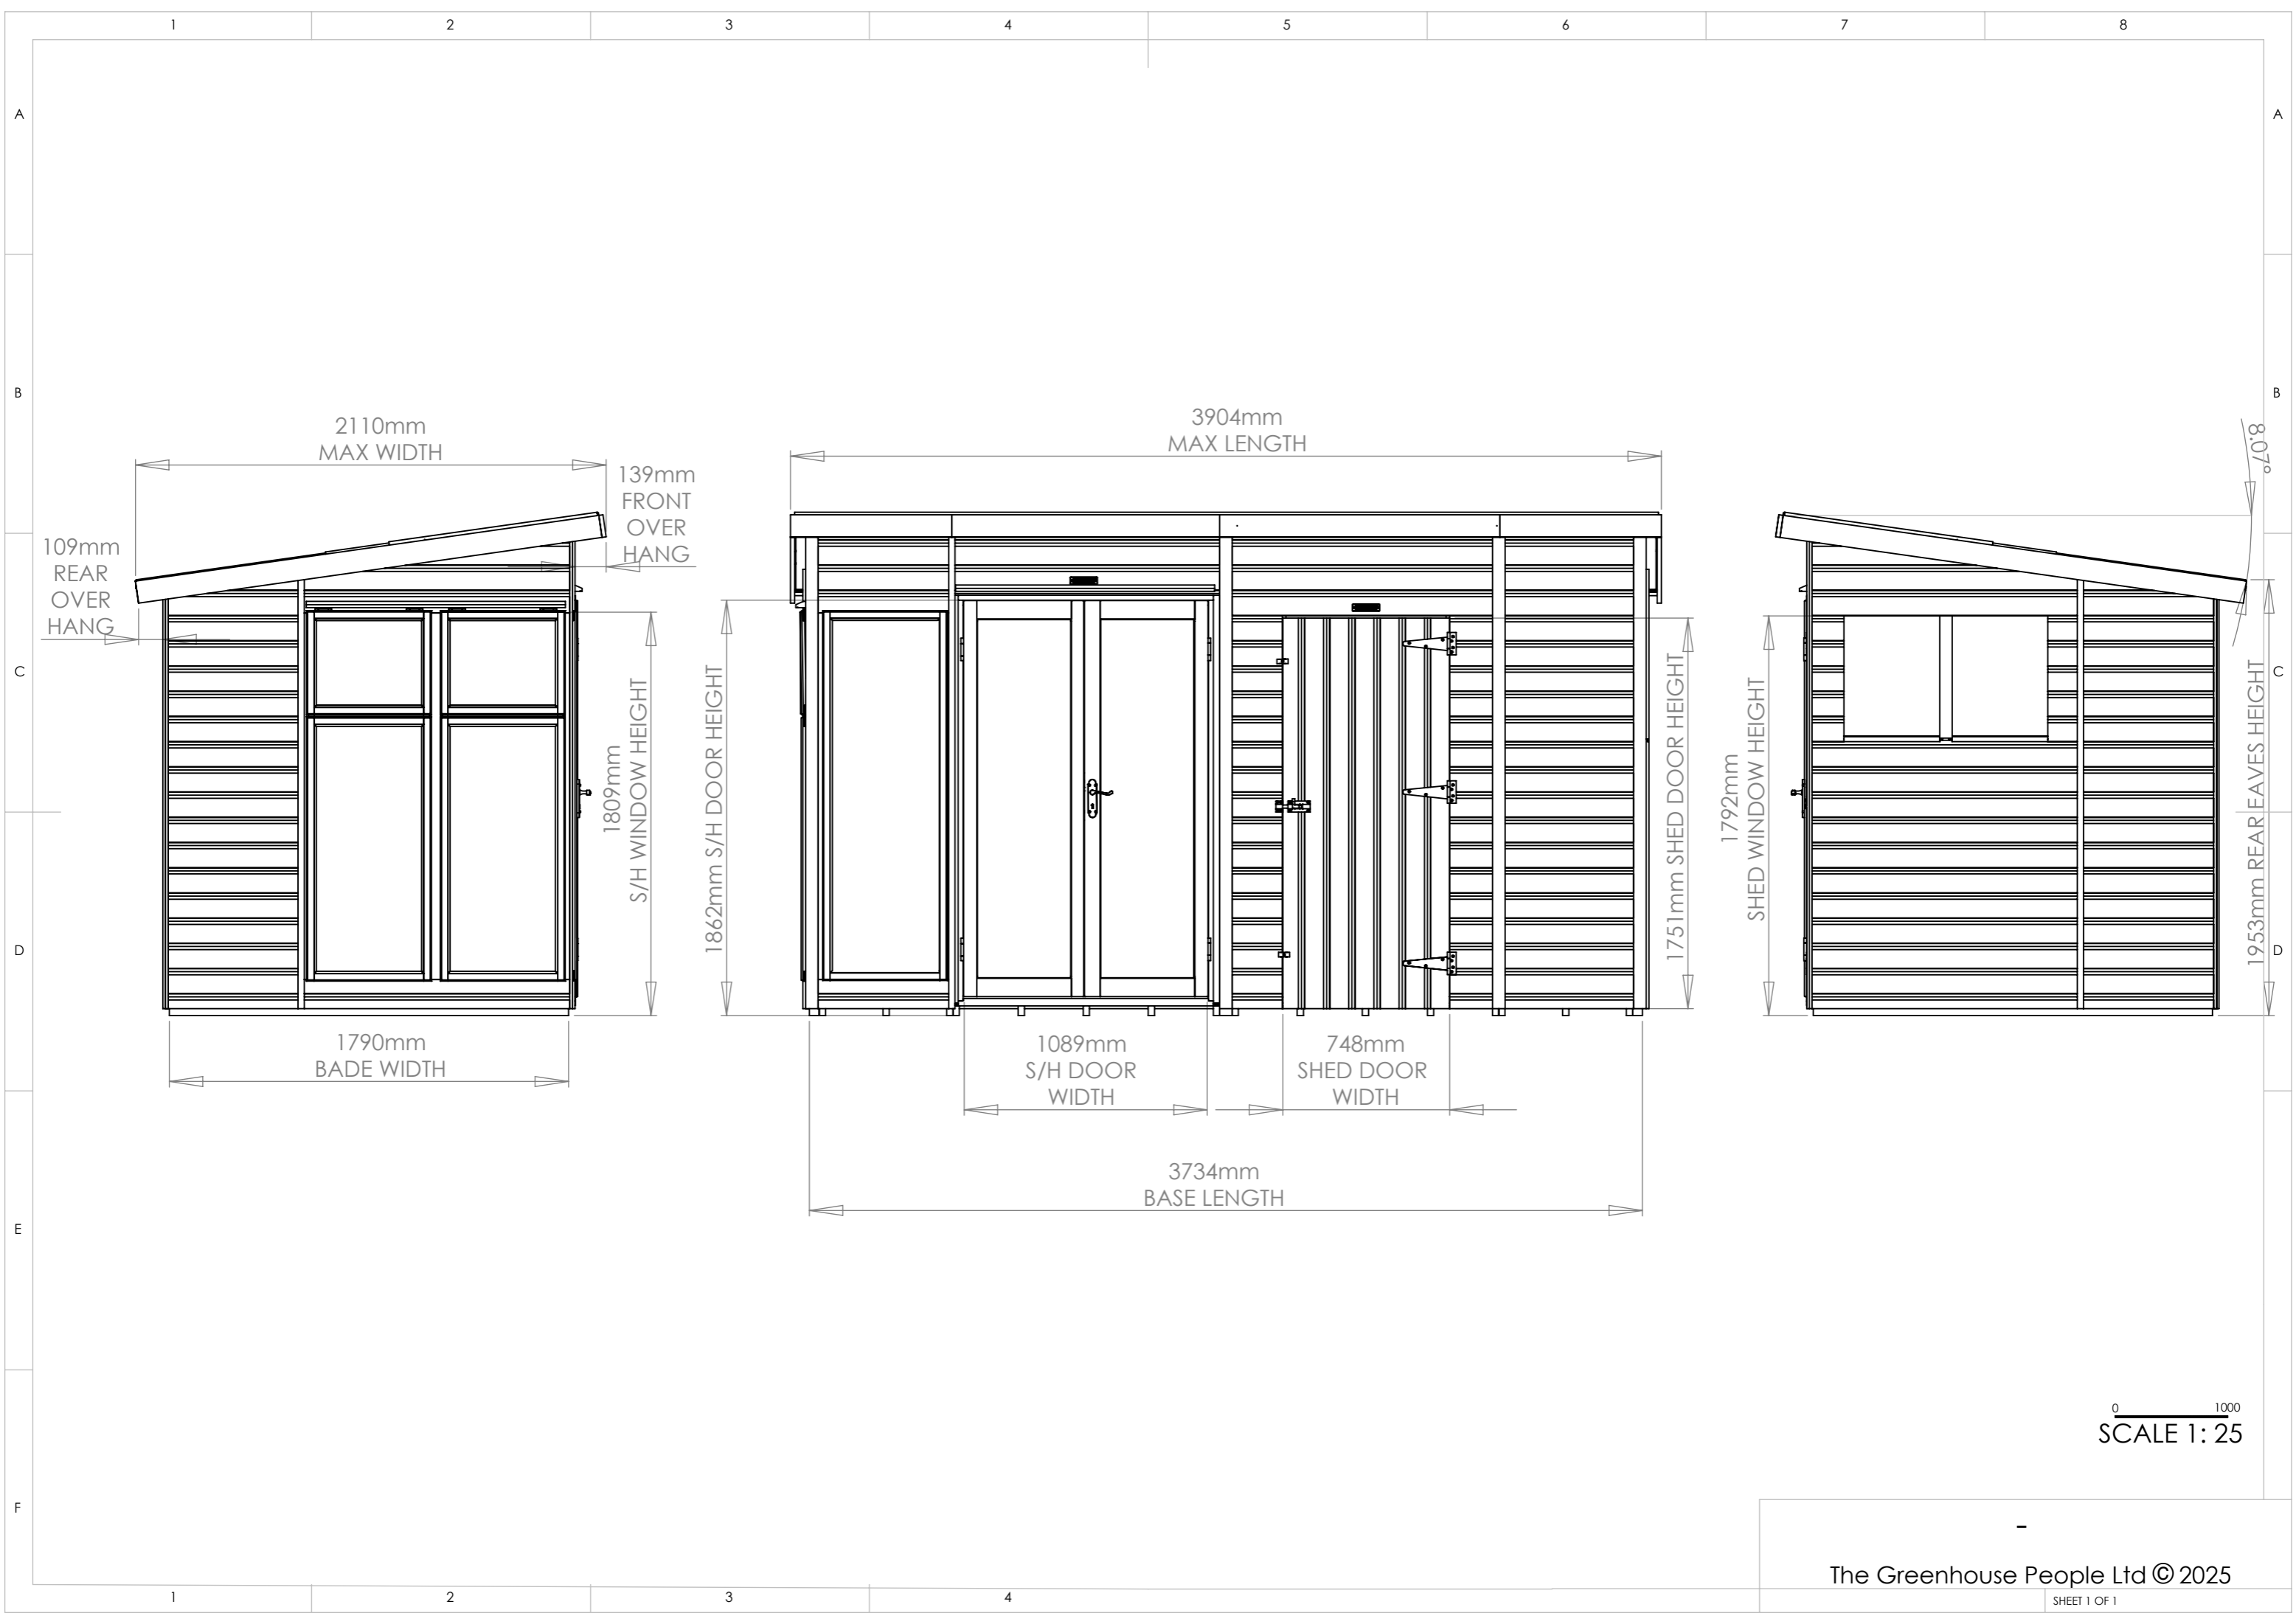 1 2 3 4 5 6 7 8
A A
B B
2110mm
MAX WIDTH
139mm
FRONT
OVER
HANG
109mm
REAR
OVER
HANG
3904mm
MAX LENGTH
8.07°
C C
1809mm
S/H WINDOW HEIGHT
1862mm S/H DOOR HEIGHT
1751mm SHED DOOR HEIGHT
1792mm
SHED WINDOW HEIGHT
1953mm REAR EAVES HEIGHT
D D
1790mm
BADE WIDTH
1089mm
S/H DOOR
WIDTH
748mm
SHED DOOR
WIDTH
3734mm
BASE LENGTH
E
0 1000
SCALE 1: 25
F
-
The Greenhouse People Ltd © 2025
SHEET 1 OF 1
1 2 3 4